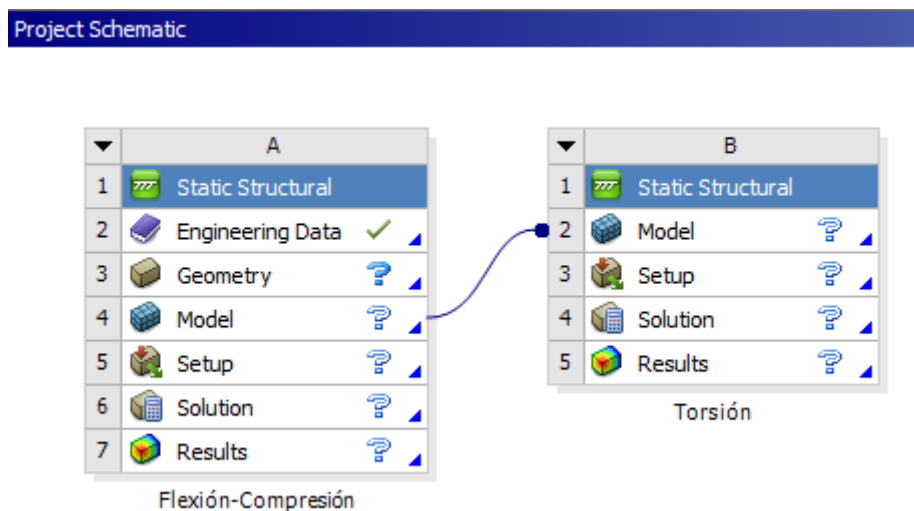 Project Schematic
A
1 Static Structural
2 Engineering Data
3 Geometry
4 Model
5 Setup
6 Solution
7 Results
Flexión-Compresión
B
1 Static Structural
2 Model
3 Setup
4 Solution
5 Results
Torsión